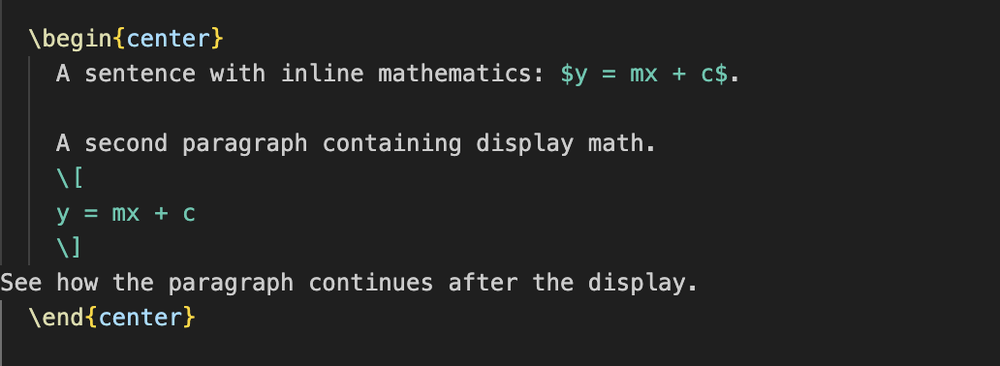 \begin{center}
A sentence with inline mathematics: $y = mx + c$.
A second paragraph containing display math.
\[
y = mx + c
\]
See how the paragraph continues after the display.
\end{center}